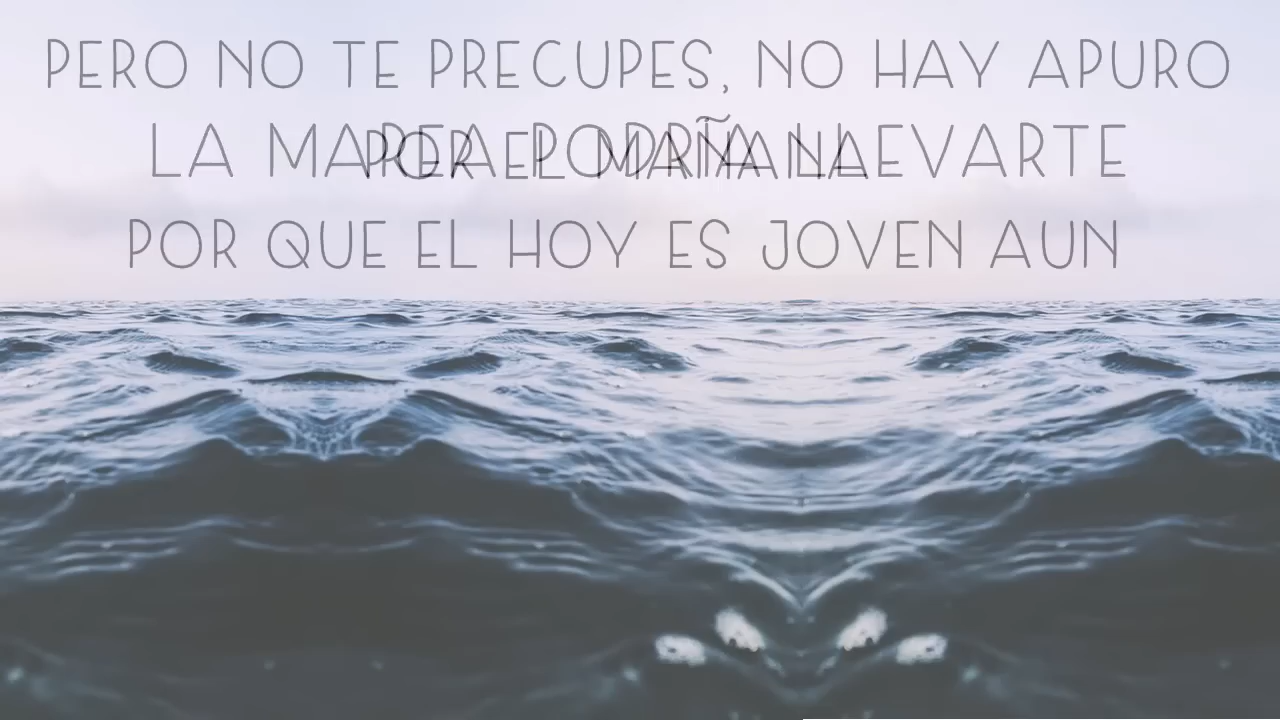 PERO NO TE PRECUPES, NO HAY APURO
LA MAREA PODRÍA LLEVARTE
POR EL MAÑANA
POR QUE EL HOY ES JOVEN AUN